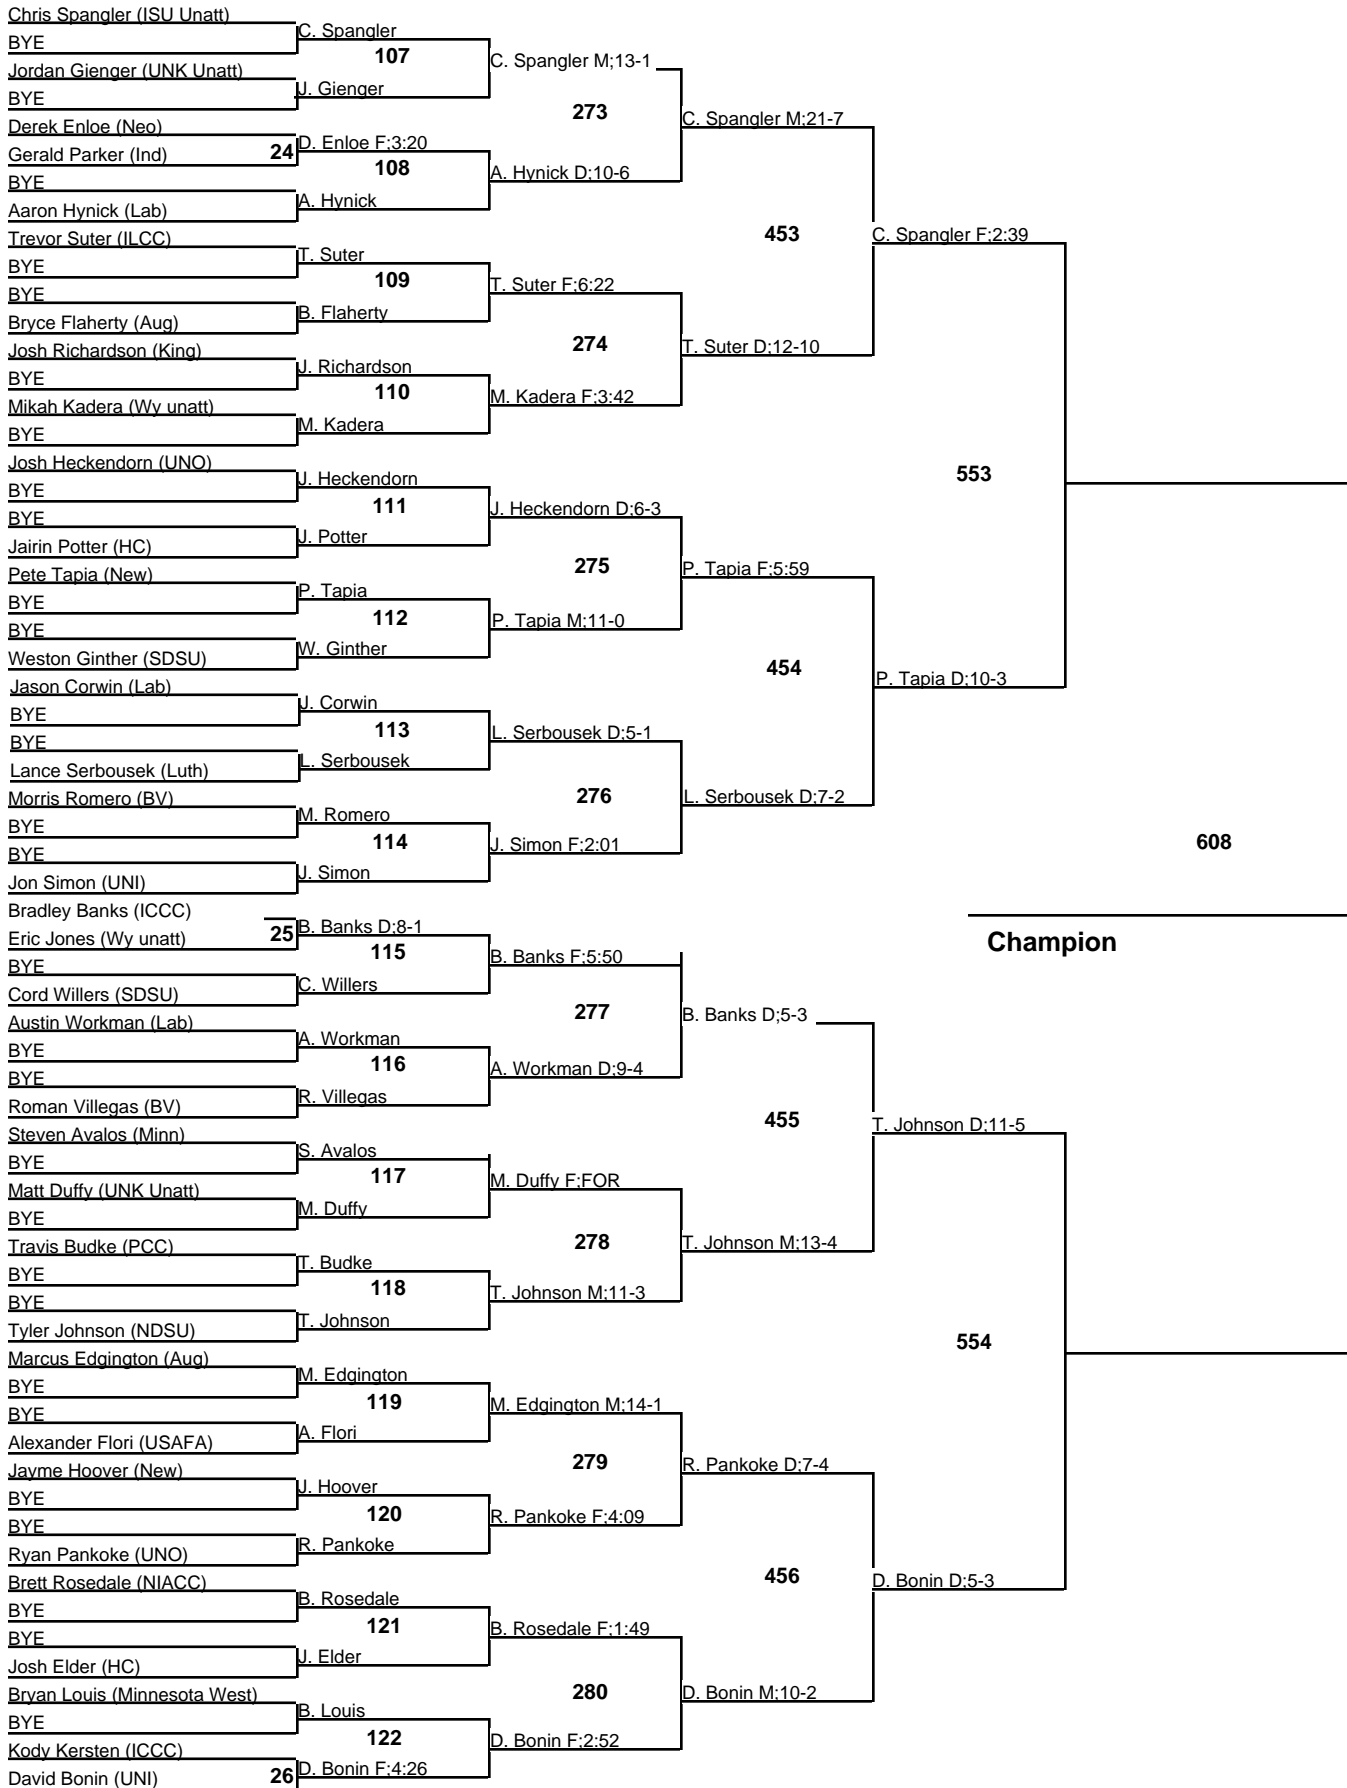 Chris Spangler (ISU Unatt)
BYE
Jordan Gienger (UNK Unatt)
BYE
Derek Enloe (Neo)
Gerald Parker (Ind)
BYE
Aaron Hynick (Lab)
Trevor Suter (ILCC)
BYE
BYE
Bryce Flaherty (Aug)
Josh Richardson (King)
BYE
Mikah Kadera (Wy unatt)
BYE
Josh Heckendorn (UNO)
BYE
BYE
Jairin Potter (HC)
Pete Tapia (New)
BYE
BYE
Weston Ginther (SDSU)
Jason Corwin (Lab)
BYE
BYE
Lance Serbousek (Luth)
Morris Romero (BV)
BYE
BYE
Jon Simon (UNI)
Bradley Banks (ICCC)
Eric Jones (Wy unatt)
BYE
Cord Willers (SDSU)
Austin Workman (Lab)
BYE
BYE
Roman Villegas (BV)
Steven Avalos (Minn)
BYE
Matt Duffy (UNK Unatt)
BYE
Travis Budke (PCC)
BYE
BYE
Tyler Johnson (NDSU)
Marcus Edgington (Aug)
BYE
BYE
Alexander Flori (USAFA)
Jayme Hoover (New)
BYE
BYE
Ryan Pankoke (UNO)
Brett Rosedale (NIACC)
BYE
BYE
Josh Elder (HC)
Bryan Louis (Minnesota West)
BYE
Kody Kersten (ICCC)
David Bonin (UNI)
24
25
26
C. Spangler
107
J. Gienger
D. Enloe F;3:20
108
A. Hynick
T. Suter
109
B. Flaherty
J. Richardson
110
M. Kadera
J. Heckendorn
111
J. Potter
P. Tapia
112
W. Ginther
J. Corwin
113
L. Serbousek
M. Romero
114
J. Simon
B. Banks D;8-1
115
C. Willers
A. Workman
116
R. Villegas
S. Avalos
117
M. Duffy
T. Budke
118
T. Johnson
M. Edgington
119
A. Flori
J. Hoover
120
R. Pankoke
B. Rosedale
121
J. Elder
B. Louis
122
D. Bonin F;4:26
C. Spangler M;13-1
273
A. Hynick D;10-6
T. Suter F;6:22
274
M. Kadera F;3:42
J. Heckendorn D;6-3
275
P. Tapia M;11-0
L. Serbousek D;5-1
276
J. Simon F;2:01
B. Banks F;5:50
277
A. Workman D;9-4
M. Duffy F;FOR
278
T. Johnson M;11-3
M. Edgington M;14-1
279
R. Pankoke F;4:09
B. Rosedale F;1:49
280
D. Bonin F;2:52
C. Spangler M;21-7
453
T. Suter D;12-10
P. Tapia F;5:59
454
L. Serbousek D;7-2
B. Banks D;5-3
455
T. Johnson M;13-4
R. Pankoke D;7-4
456
D. Bonin M;10-2
C. Spangler F;2:39
553
P. Tapia D;10-3
T. Johnson D;11-5
554
D. Bonin D;5-3
608
Champion